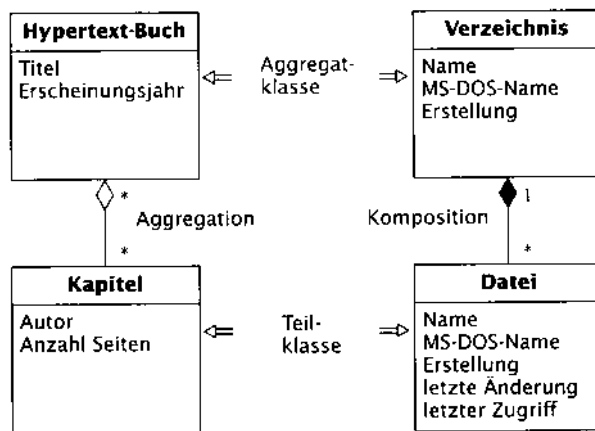 Hypertext-Buch
Titel
Erscheinungsjahr
Aggregat-
klasse
Verzeichnis
Name
MS-DOS-Name
Erstellung
*
Aggregation
*
Komposition
1
*
Kapitel
Autor
Anzahl Seiten
Teil-
klasse
Datei
Name
MS-DOS-Name
Erstellung
letzte Änderung
letzter Zugriff